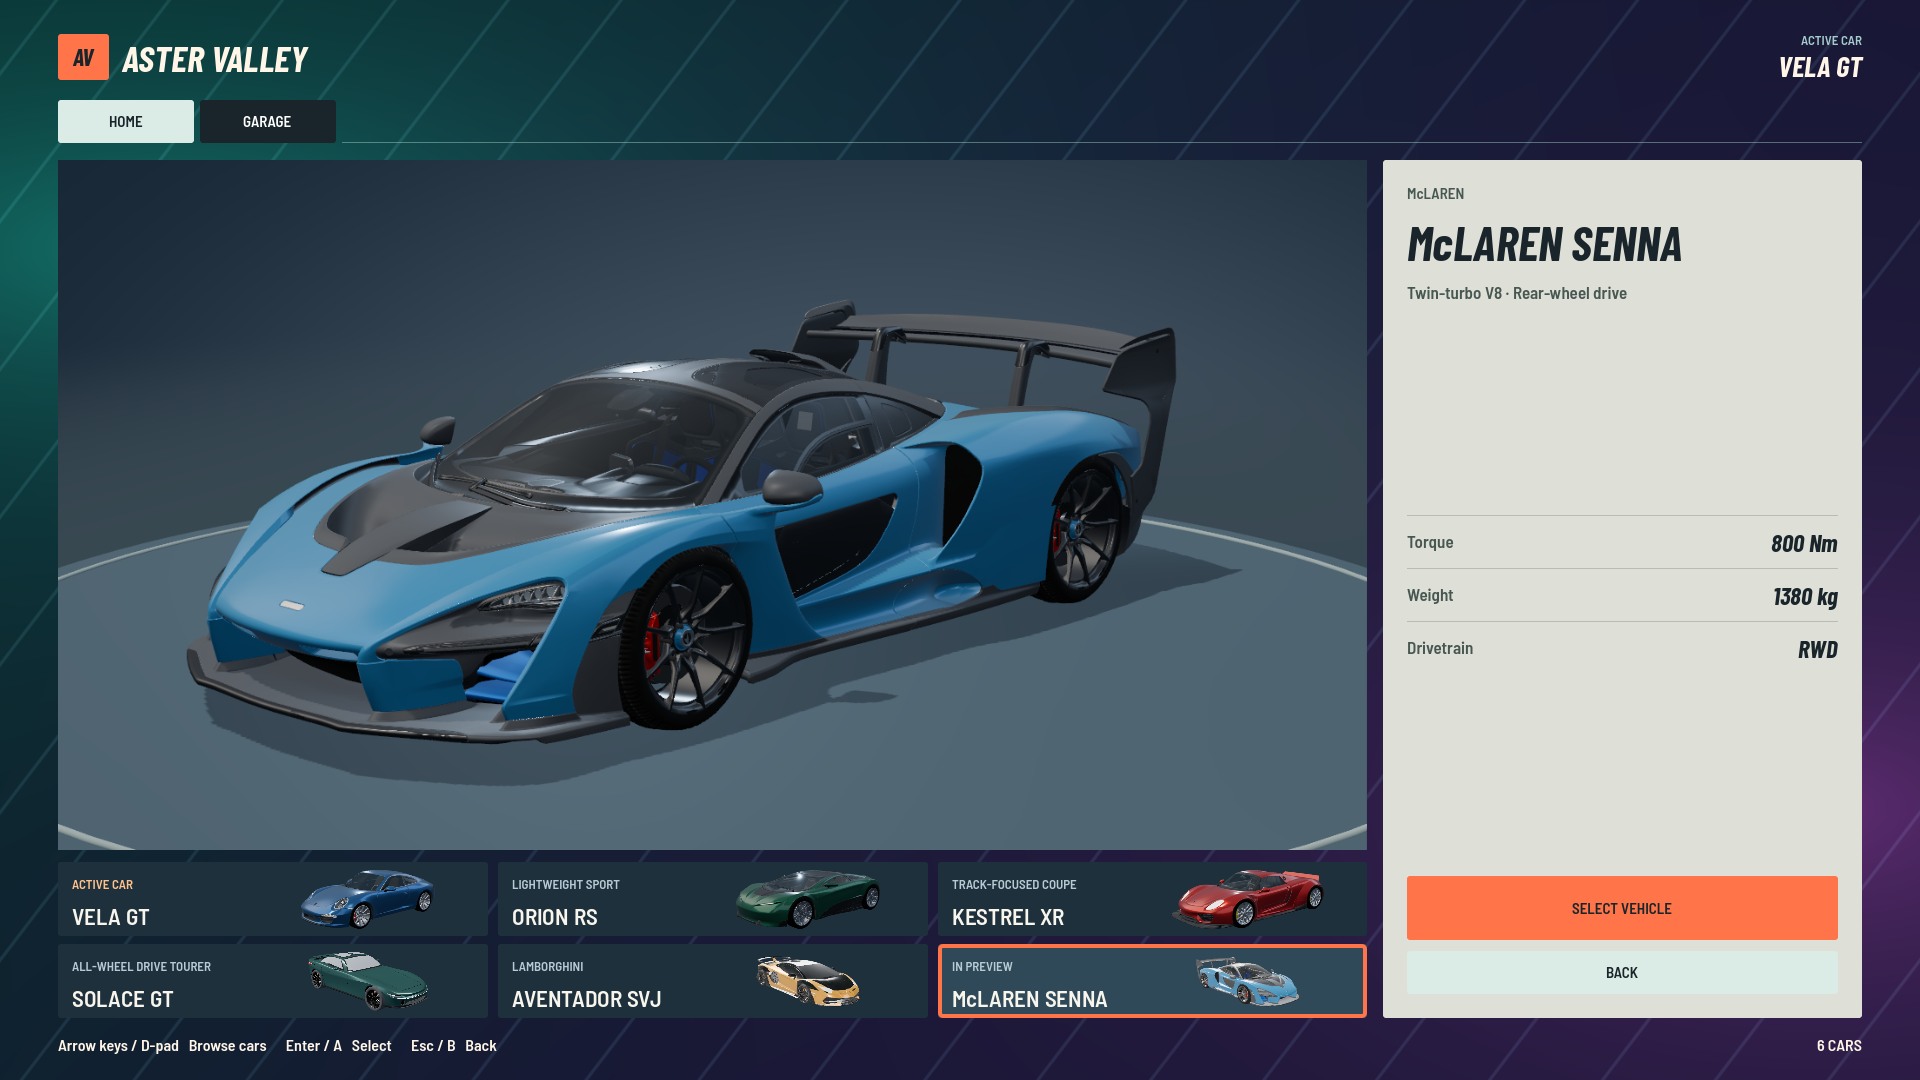 AV
ASTER VALLEY
ACTIVE CAR
VELA GT
HOME
GARAGE
McLAREN
McLAREN SENNA
Twin-turbo V8 · Rear-wheel drive
Torque
800 Nm
Weight
1380 kg
Drivetrain
RWD
SELECT VEHICLE
BACK
ACTIVE CAR
VELA GT
LIGHTWEIGHT SPORT
ORION RS
TRACK-FOCUSED COUPE
KESTREL XR
ALL-WHEEL DRIVE TOURER
SOLACE GT
LAMBORGHINI
AVENTADOR SVJ
IN PREVIEW
McLAREN SENNA
Arrow keys / D-pad Browse cars Enter / A Select Esc / B Back
6 CARS